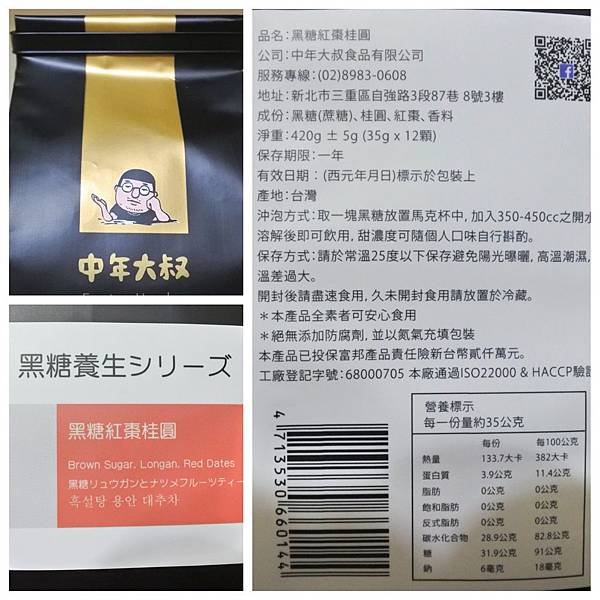 中年大叔
黑糖養生シリーズ
黑糖紅棗桂圓
Brown Sugar. Longan. Red Dates
黒糖リュウガンとナツメフルーツティー
흑설탕 용안 대추차
品名:黑糖紅棗桂圓
公司:中年大叔食品有限公司
服務專線:(02)8983-0608
地址:新北市三重區自強路3段87巷 8號3樓
成份:黑糖(蔗糖)、桂圓、紅棗、香料
淨重:420g ± 5g (35g x 12顆)
保存期限:一年
有效日期 : (西元年月日)標示於包裝上
產地:台灣
沖泡方式:取一塊黑糖放置馬克杯中, 加入350-450cc之開水
溶解後即可飲用, 甜濃度可隨個人口味自行斟酌。
保存方式:請於常溫25度以下保存避免陽光曝曬, 高溫潮濕,
溫差過大。
開封後請盡速食用, 久未開封食用請放置於冷藏。
＊本產品全素者可安心食用
＊絕無添加防腐劑, 並以氮氣充填包裝
本產品已投保富邦產品責任險新台幣貳仟萬元。
工廠登記字號:68000705 本廠通過ISO22000 & HACCP驗證
4713530660144
營養標示
每一份量約35公克
每份 每100公克
熱量 133.7大卡 382大卡
蛋白質 3.9公克 11.4公克
脂肪 0公克 0公克
飽和脂肪 0公克 0公克
反式脂肪 0公克 0公克
碳水化合物 28.9公克 82.8公克
糖 31.9公克 91公克
鈉 6毫克 18毫克